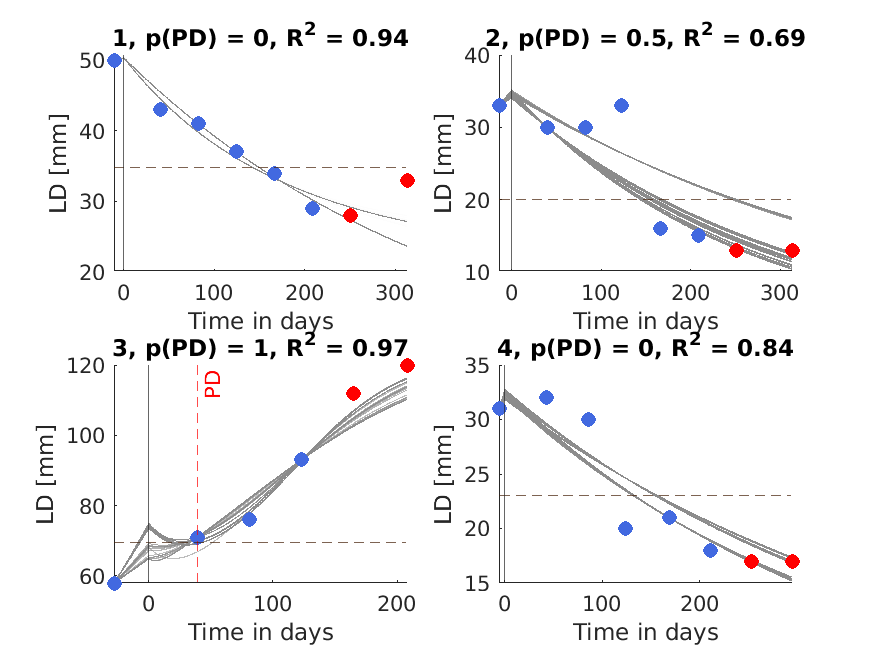 1, p(PD) = 0, R² = 0.94
50
40
30
20
LD [mm]
0
100
200
300
Time in days
2, p(PD) = 0.5, R² = 0.69
40
30
20
10
LD [mm]
0
100
200
300
Time in days
3, p(PD) = 1, R² = 0.97
120
100
80
60
LD [mm]
PD
0
100
200
Time in days
4, p(PD) = 0, R² = 0.84
35
30
25
20
15
LD [mm]
0
100
200
Time in days